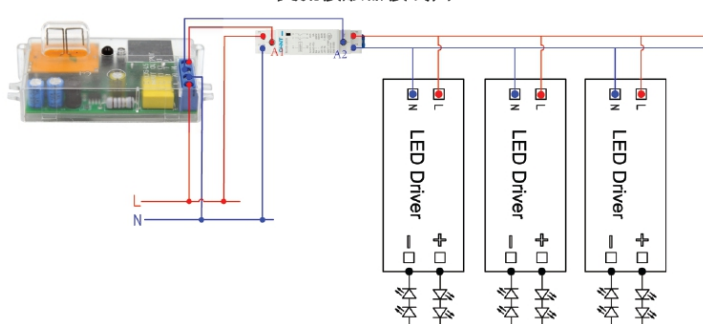 A1
A2
L
N
N L
LED Driver
− +
N L
LED Driver
− +
N L
LED Driver
− +